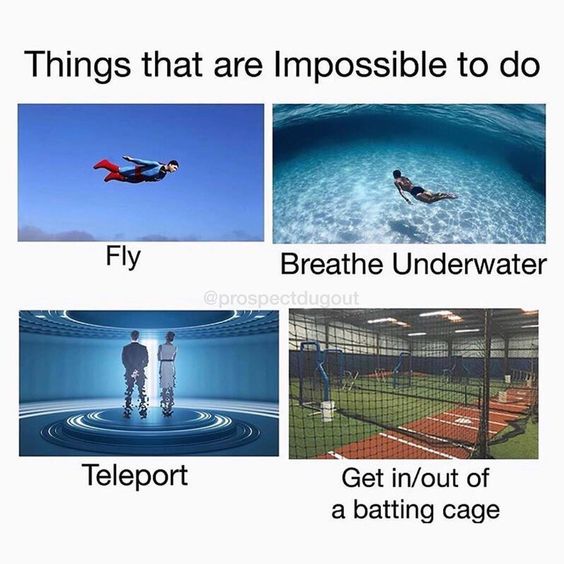 Things that are Impossible to do
Fly
Breathe Underwater
@prospectdugout
Teleport
Get in/out of
a batting cage